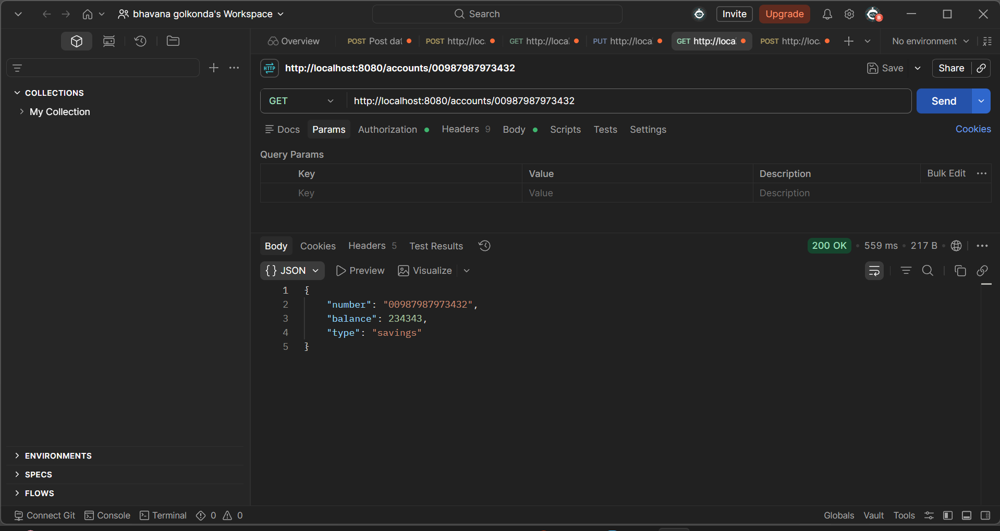 bhavana golkonda's Workspace
Search
Invite
Upgrade
B
Overview
POST Post dat
POST http://loc.
GET http://loca
PUT http://loca
GET http://loca
POST http://loc.
No environment
COLLECTIONS
My Collection
HTTP http://localhost:8080/accounts/00987987973432
Save
Share
GET http://localhost:8080/accounts/00987987973432
Send
Docs Params Authorization Headers 9 Body Scripts Tests Settings Cookies
Query Params
Key Value Description Bulk Edit
Key Value Description
Body Cookies Headers 5 Test Results 200 OK 559 ms 217 B
{} JSON Preview Visualize
1 {
2 "number": "00987987973432",
3 "balance": 234343,
4 "type": "savings"
5 }
ENVIRONMENTS
SPECS
FLOWS
Connect Git Console Terminal 0 0 Globals Vault Tools